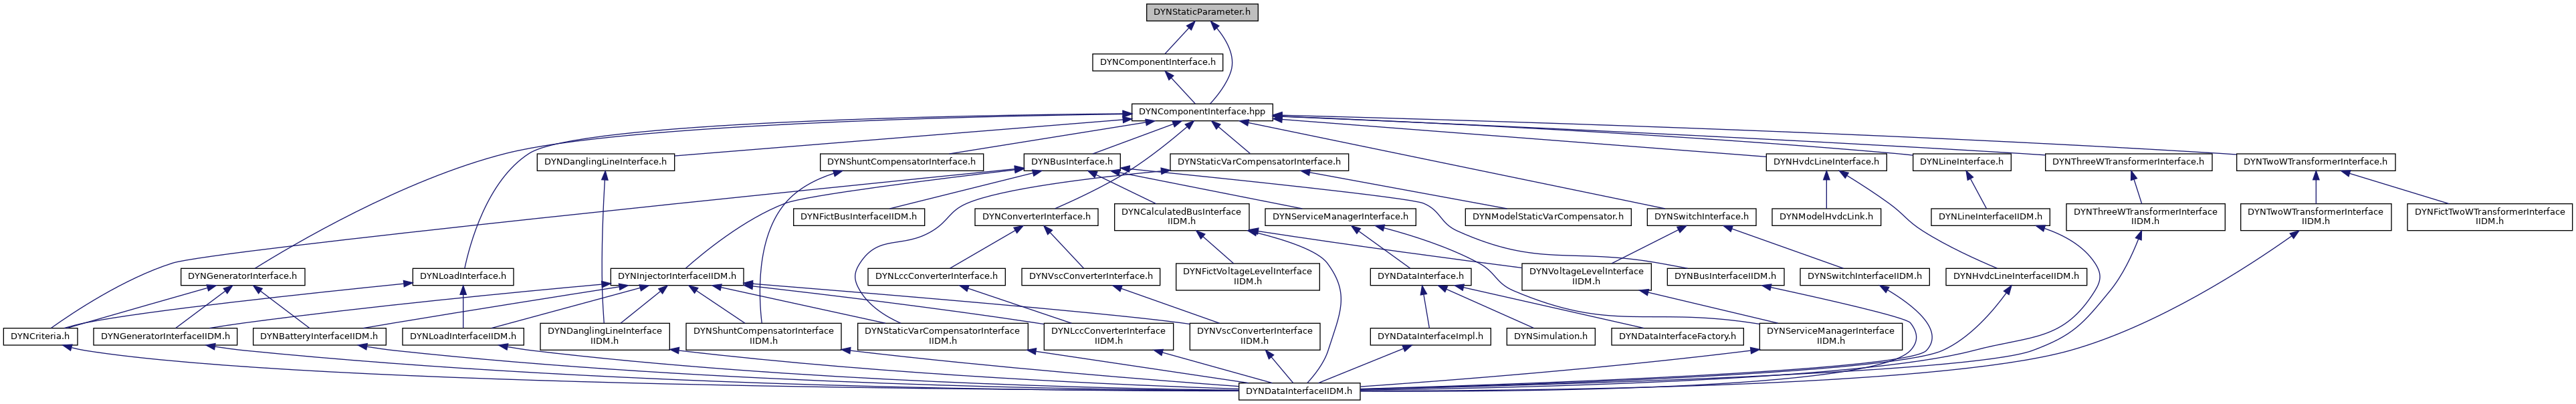 DYNStaticParameter.h
DYNComponentInterface.h
DYNComponentInterface.hpp
DYNDanglingLineInterface.h
DYNShuntCompensatorInterface.h
DYNBusInterface.h
DYNStaticVarCompensatorInterface.h
DYNHvdcLineInterface.h
DYNLineInterface.h
DYNThreeWTransformerInterface.h
DYNTwoWTransformerInterface.h
DYNFictBusInterfaceIIDM.h
DYNConverterInterface.h
DYNCalculatedBusInterface
IIDM.h
DYNServiceManagerInterface.h
DYNModelStaticVarCompensator.h
DYNSwitchInterface.h
DYNModelHvdcLink.h
DYNLineInterfaceIIDM.h
DYNThreeWTransformerInterface
IIDM.h
DYNTwoWTransformerInterface
IIDM.h
DYNFictTwoWTransformerInterface
IIDM.h
DYNGeneratorInterface.h
DYNLoadInterface.h
DYNInjectorInterfaceIIDM.h
DYNLccConverterInterface.h
DYNVscConverterInterface.h
DYNFictVoltageLevelInterface
IIDM.h
DYNDataInterface.h
DYNVoltageLevelInterface
IIDM.h
DYNBusInterfaceIIDM.h
DYNSwitchInterfaceIIDM.h
DYNHvdcLineInterfaceIIDM.h
DYNCriteria.h
DYNGeneratorInterfaceIIDM.h
DYNBatteryInterfaceIIDM.h
DYNLoadInterfaceIIDM.h
DYNDanglingLineInterface
IIDM.h
DYNShuntCompensatorInterface
IIDM.h
DYNStaticVarCompensatorInterface
IIDM.h
DYNLccConverterInterface
IIDM.h
DYNVscConverterInterface
IIDM.h
DYNDataInterfaceImpl.h
DYNSimulation.h
DYNDataInterfaceFactory.h
DYNServiceManagerInterface
IIDM.h
DYNDataInterfaceIIDM.h